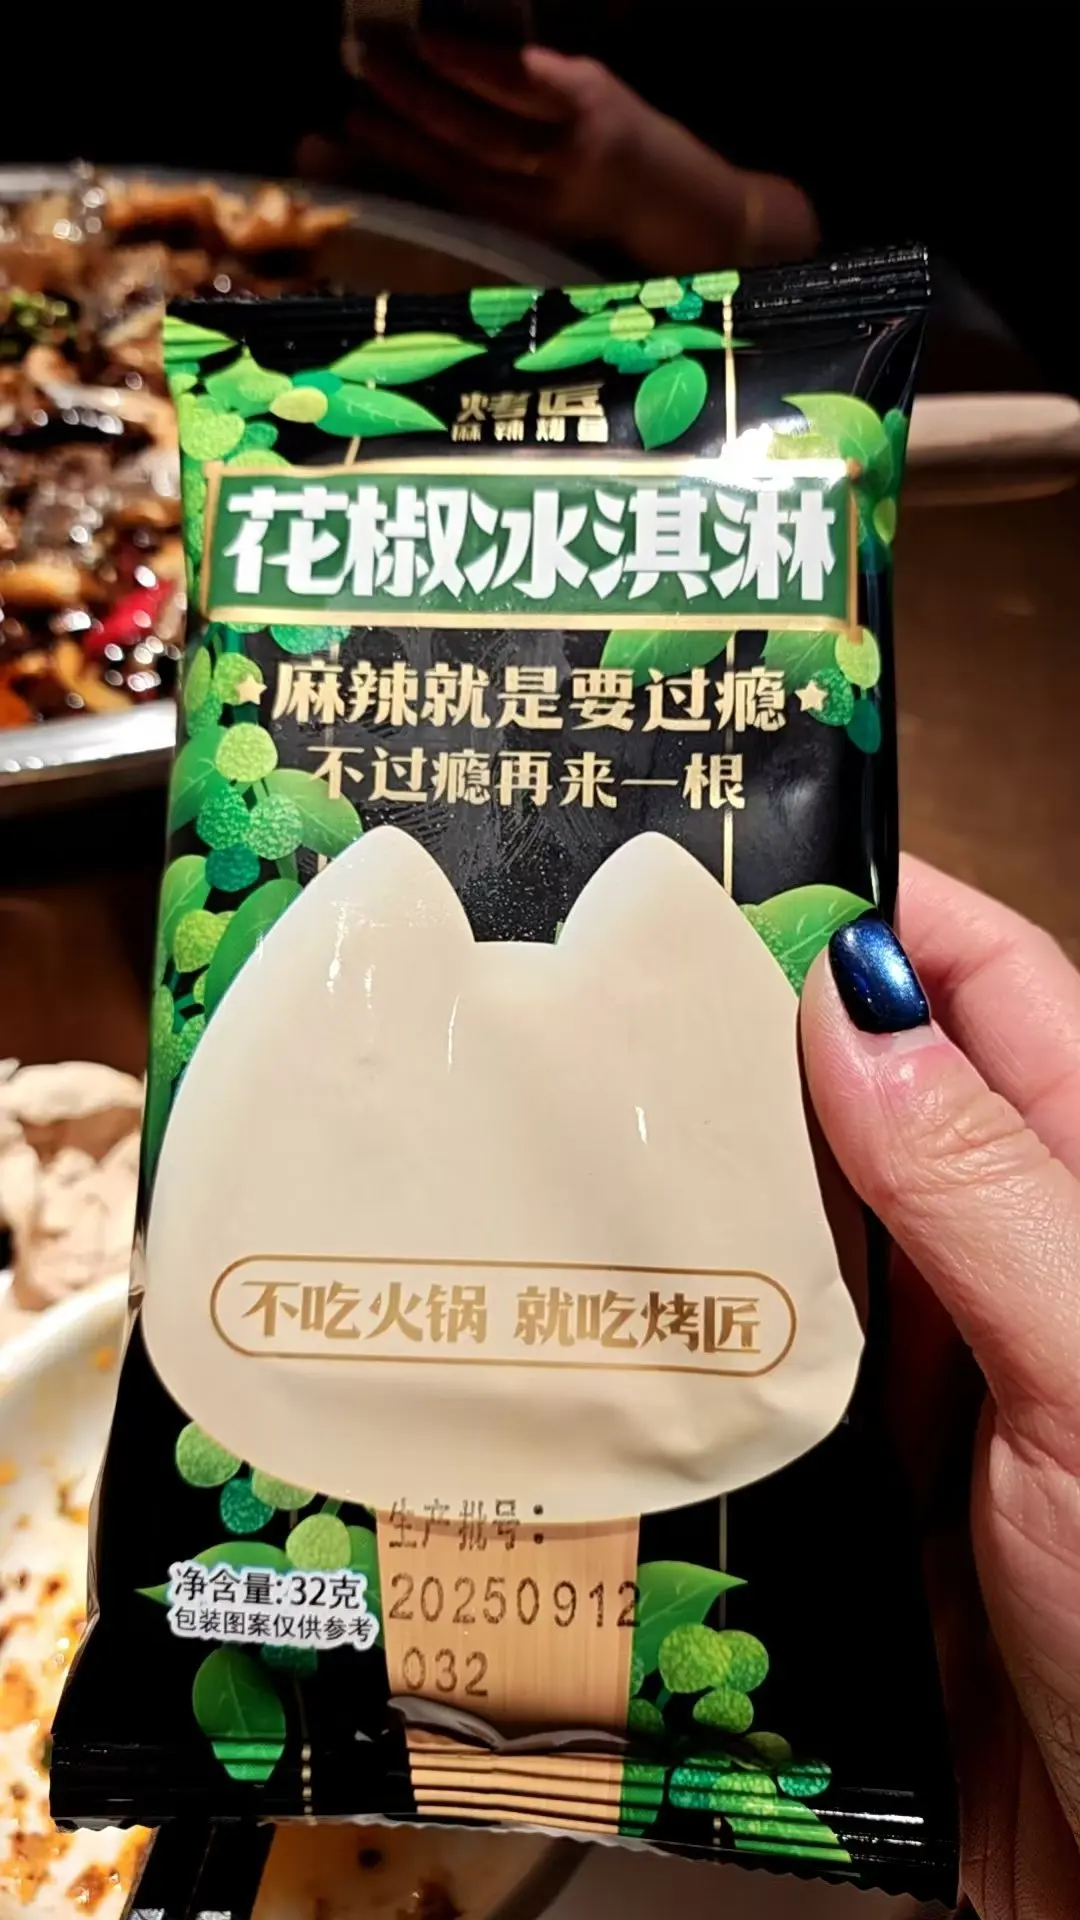 烤匠
麻辣烤鱼
花椒冰淇淋
麻辣就是要过瘾
不过瘾再来一根
不吃火锅 就吃烤匠
生产批号：
20250912
032
净含量:32克
包装图案仅供参考